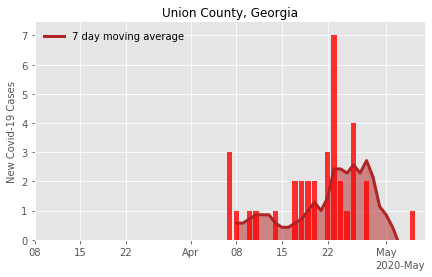 Union County, Georgia
7 day moving average
New Covid-19 Cases
7
6
5
4
3
2
1
0
08 15 22 Apr 08 15 22 May
2020-May